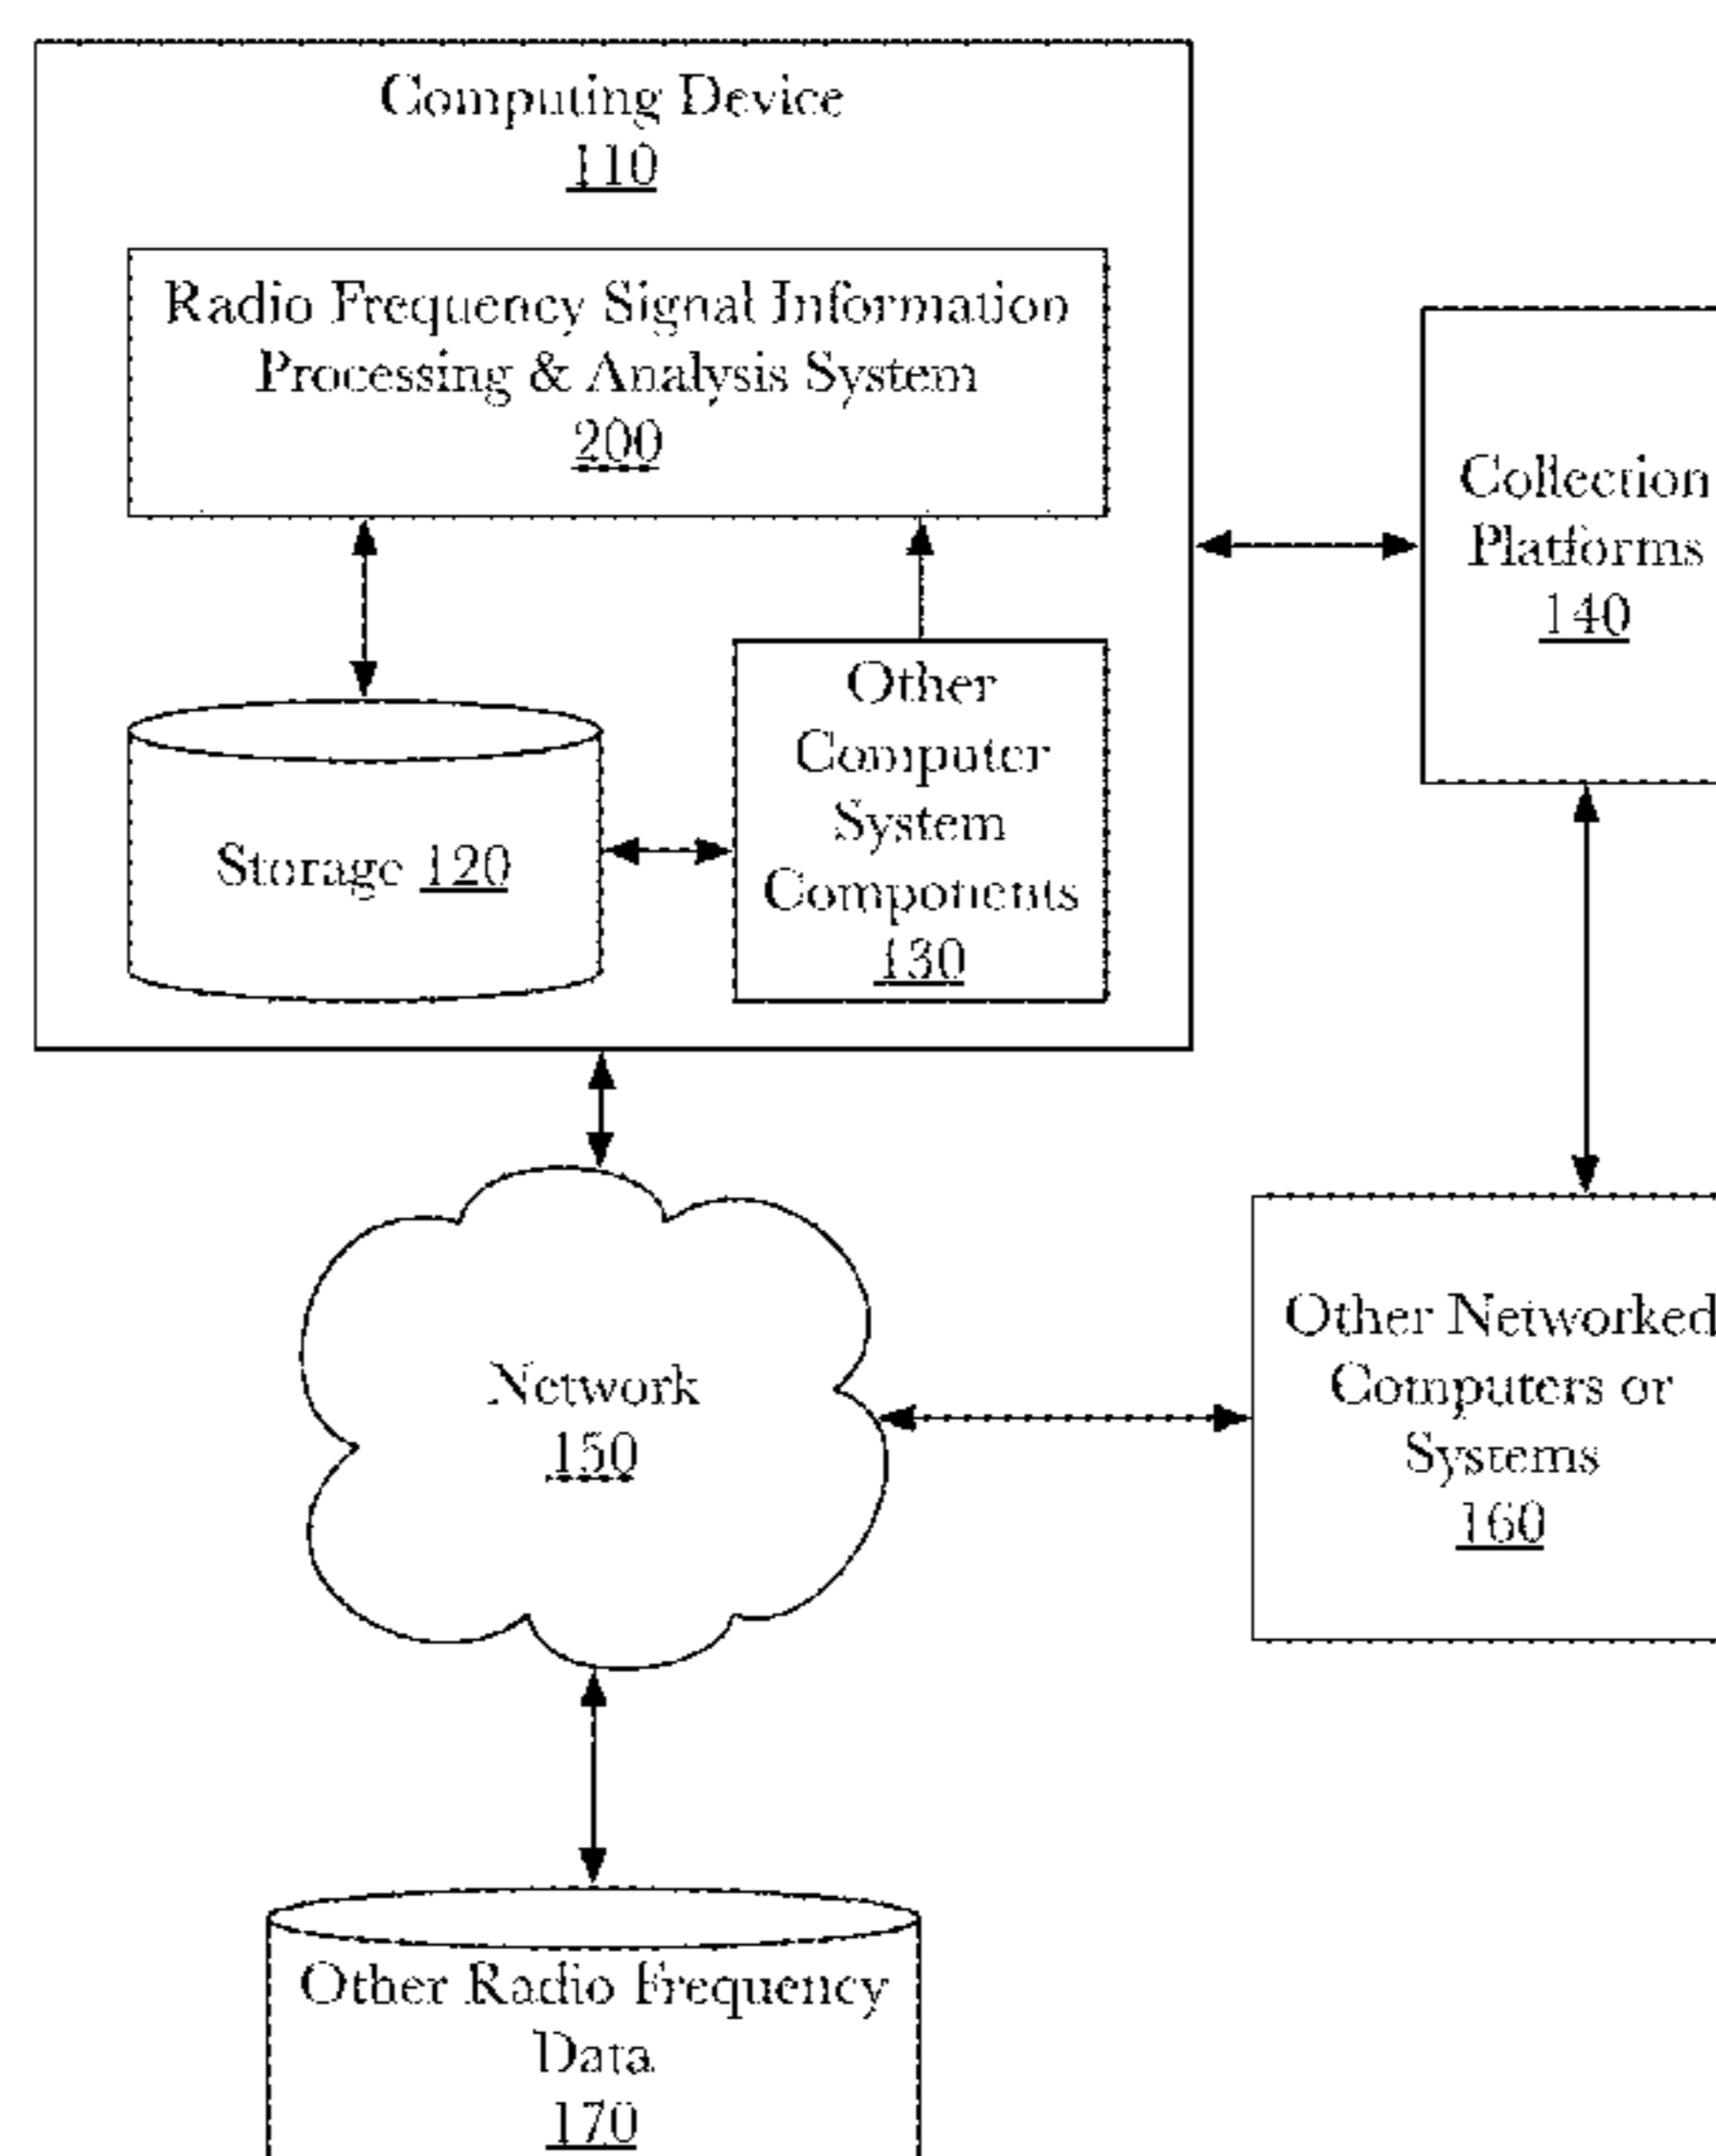 Computing Device
110
Radio Frequency Signal Information
Processing & Analysis System
200
Collection
Platforms
140
Other
Computer
System
Components
130
Storage 120
Network
150
Other Networked
Computers or
Systems
160
Other Radio Frequency
Data
170